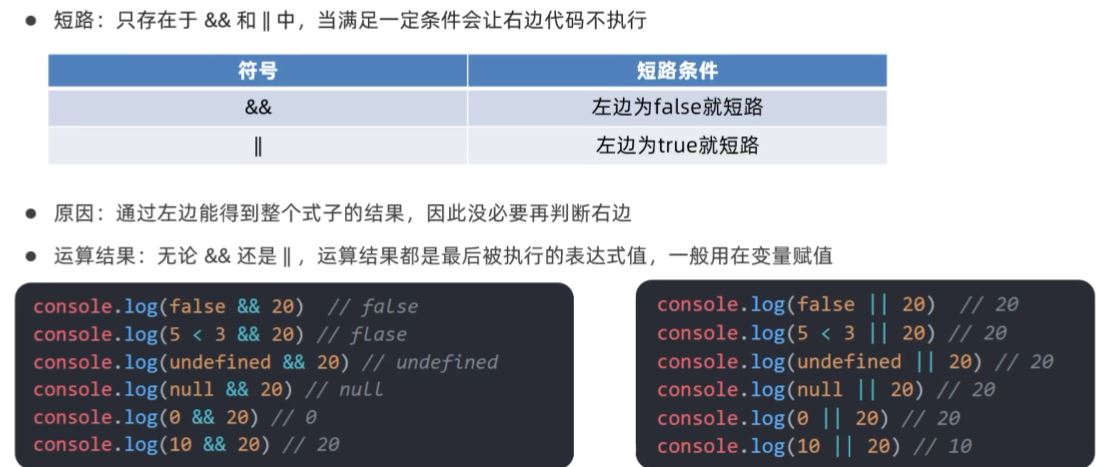 ● 短路：只存在于 && 和 || 中，当满足一定条件会让右边代码不执行
符号 短路条件
&& 左边为false就短路
|| 左边为true就短路
● 原因：通过左边能得到整个式子的结果，因此没必要再判断右边
● 运算结果：无论 && 还是 || ，运算结果都是最后被执行的表达式值，一般用在变量赋值
console.log(false && 20) // false
console.log(5 < 3 && 20) // flase
console.log(undefined && 20) // undefined
console.log(null && 20) // null
console.log(0 && 20) // 0
console.log(10 && 20) // 20
console.log(false || 20) // 20
console.log(5 < 3 || 20) // 20
console.log(undefined || 20) // 20
console.log(null || 20) // 20
console.log(0 || 20) // 20
console.log(10 || 20) // 10